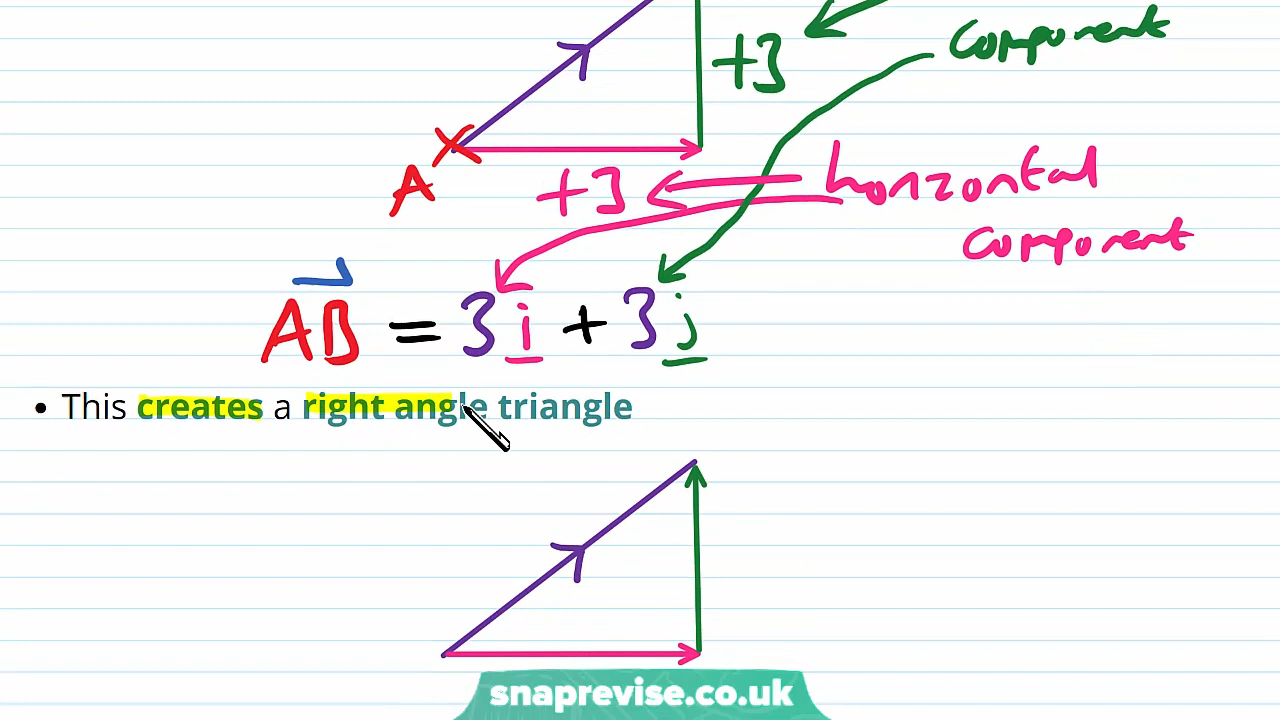 component
+3
A
+3
horizontal
component
AB = 3i + 3j
• This creates a right angle triangle
snaprevise.co.uk